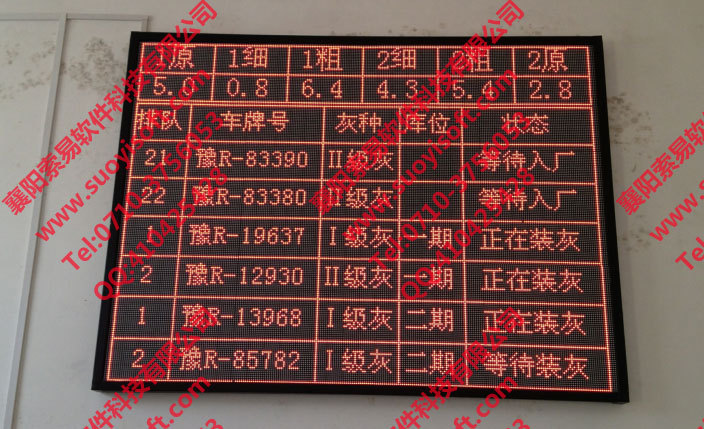 1原 1细 1粗 2细 2粗 2原
5.0 0.8 6.4 4.3 5.4 2.8
排队 车牌号 灰种 库位 状态
21 豫R-83390 II级灰 等待入厂
22 豫R-83380 II级灰 等待入厂
1 豫R-19637 I级灰 一期 正在装灰
2 豫R-12930 II级灰 一期 正在装灰
1 豫R-13968 I级灰 二期 正在装灰
2 豫R-85782 I级灰 二期 等待装灰
襄阳索易软件科技有限公司
www.suoyisoft.com
Tel:0710-3756053
QQ:410425428